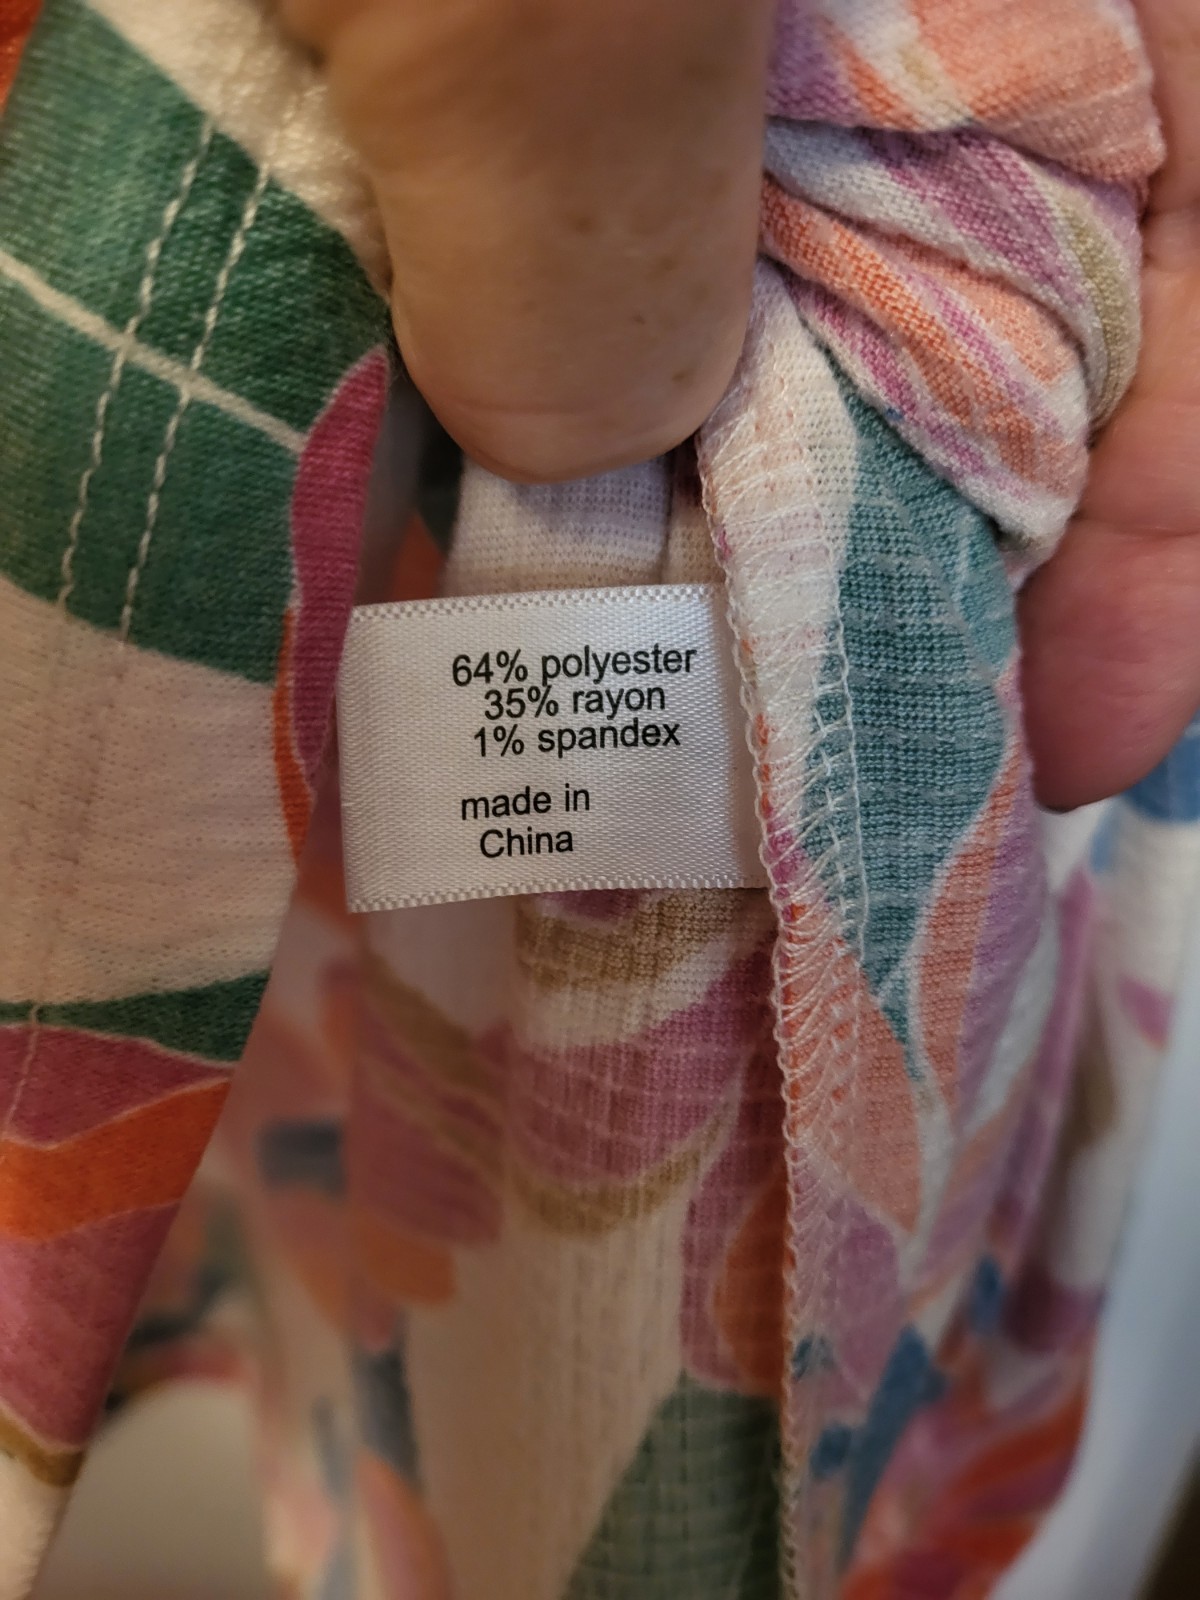 64% polyester
35% rayon
1% spandex
made in
China